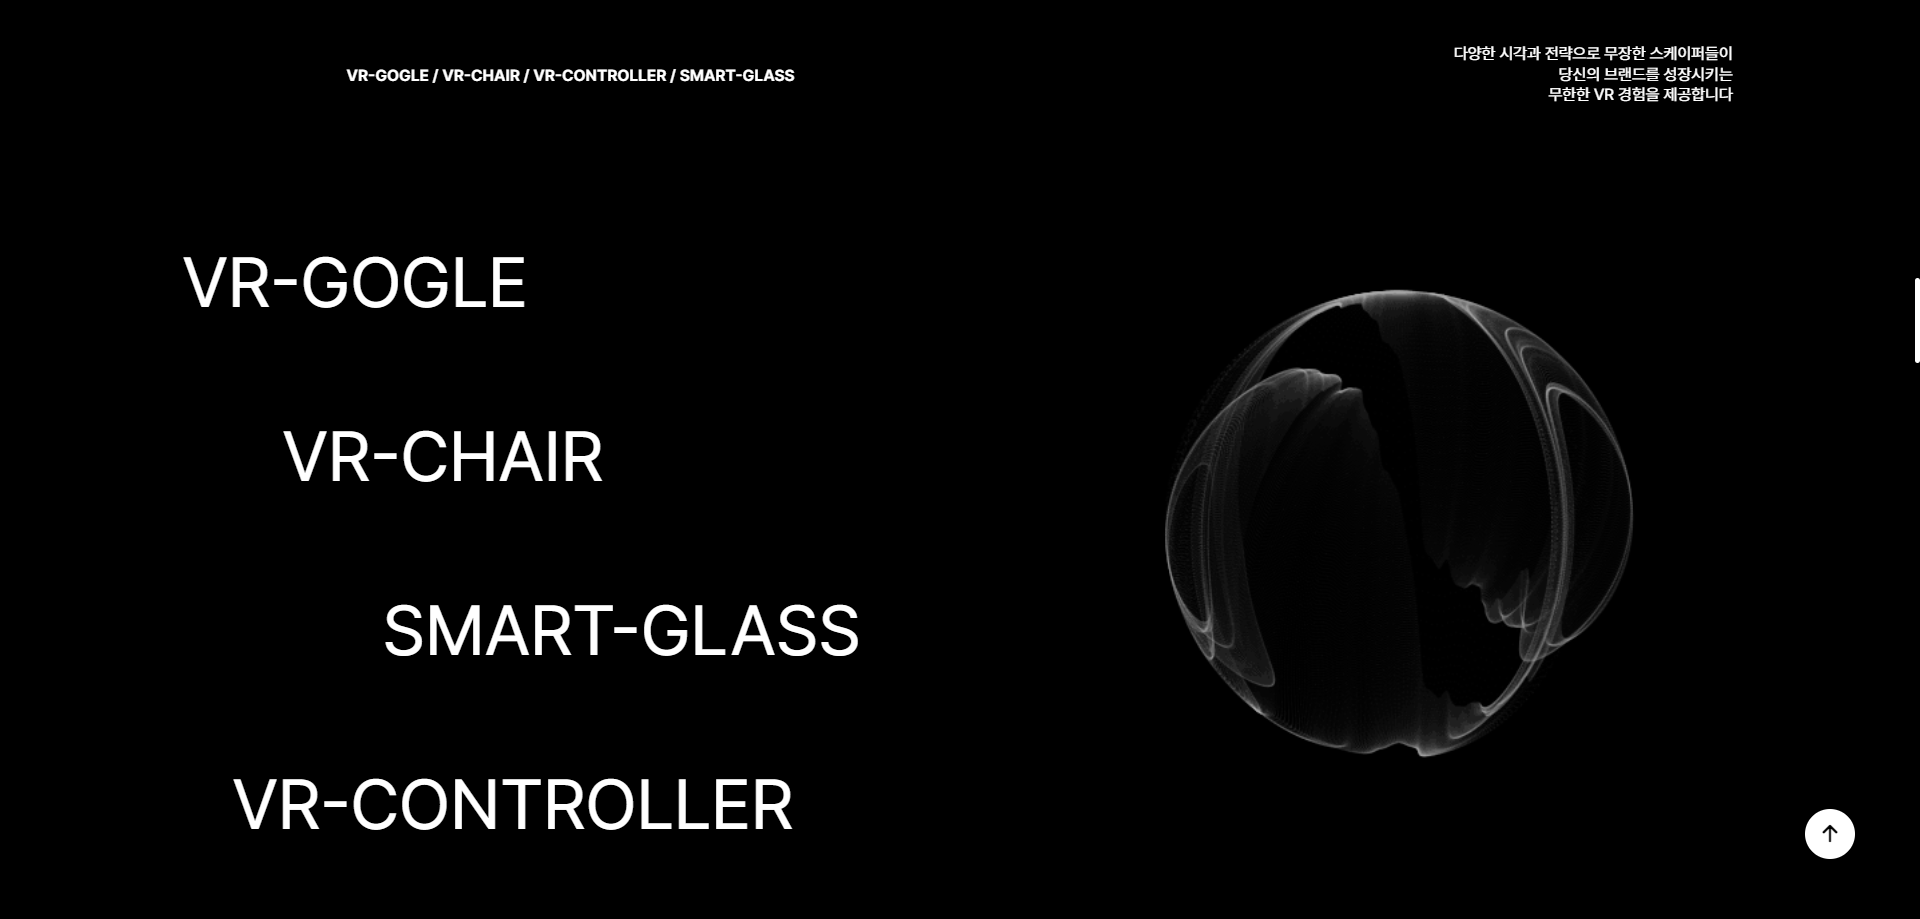 VR-GOGLE / VR-CHAIR / VR-CONTROLLER / SMART-GLASS
다양한 시각과 전략으로 무장한 스케이퍼들이
당신의 브랜드를 성장시키는
무한한 VR 경험을 제공합니다
VR-GOGLE
VR-CHAIR
SMART-GLASS
VR-CONTROLLER